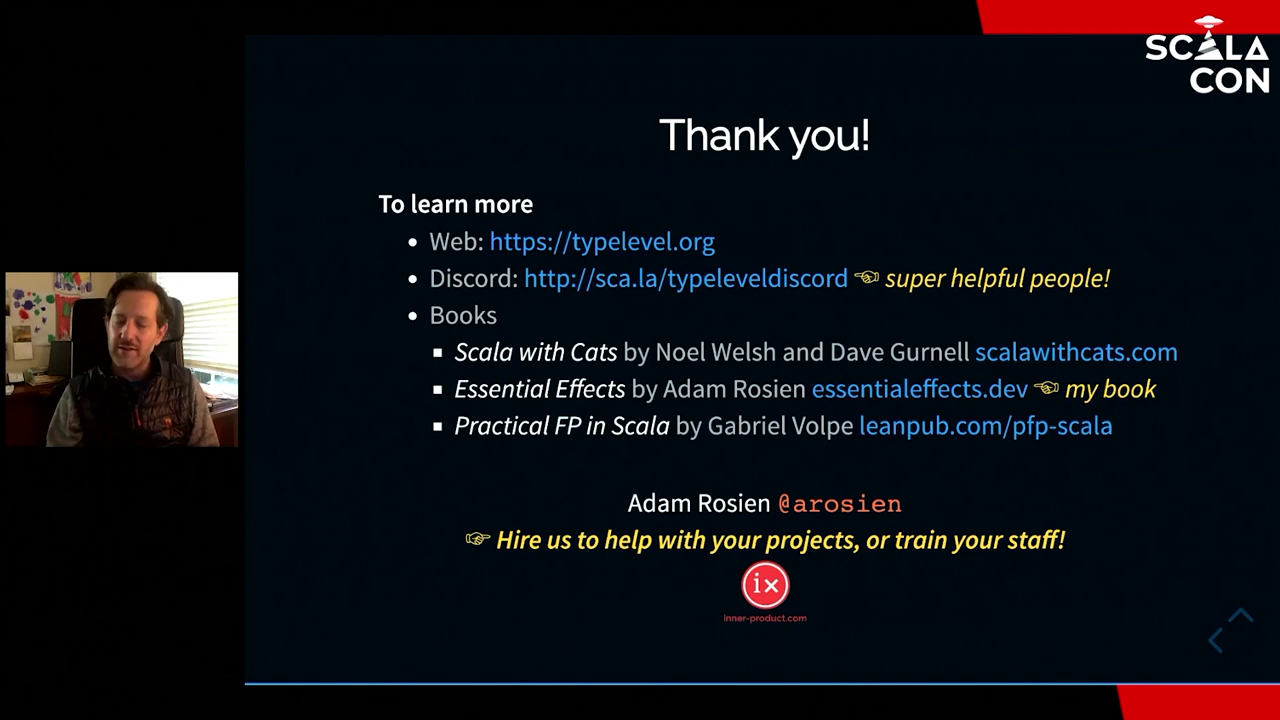 SCALA
CON
Thank you!
To learn more
• Web: https://typelevel.org
• Discord: http://sca.la/typeleveldiscord ☜ super helpful people!
• Books
▪ Scala with Cats by Noel Welsh and Dave Gurnell scalawithcats.com
▪ Essential Effects by Adam Rosien essentialeffects.dev ☜ my book
▪ Practical FP in Scala by Gabriel Volpe leanpub.com/pfp-scala
Adam Rosien @arosien
☞ Hire us to help with your projects, or train your staff!
ix
inner-product.com